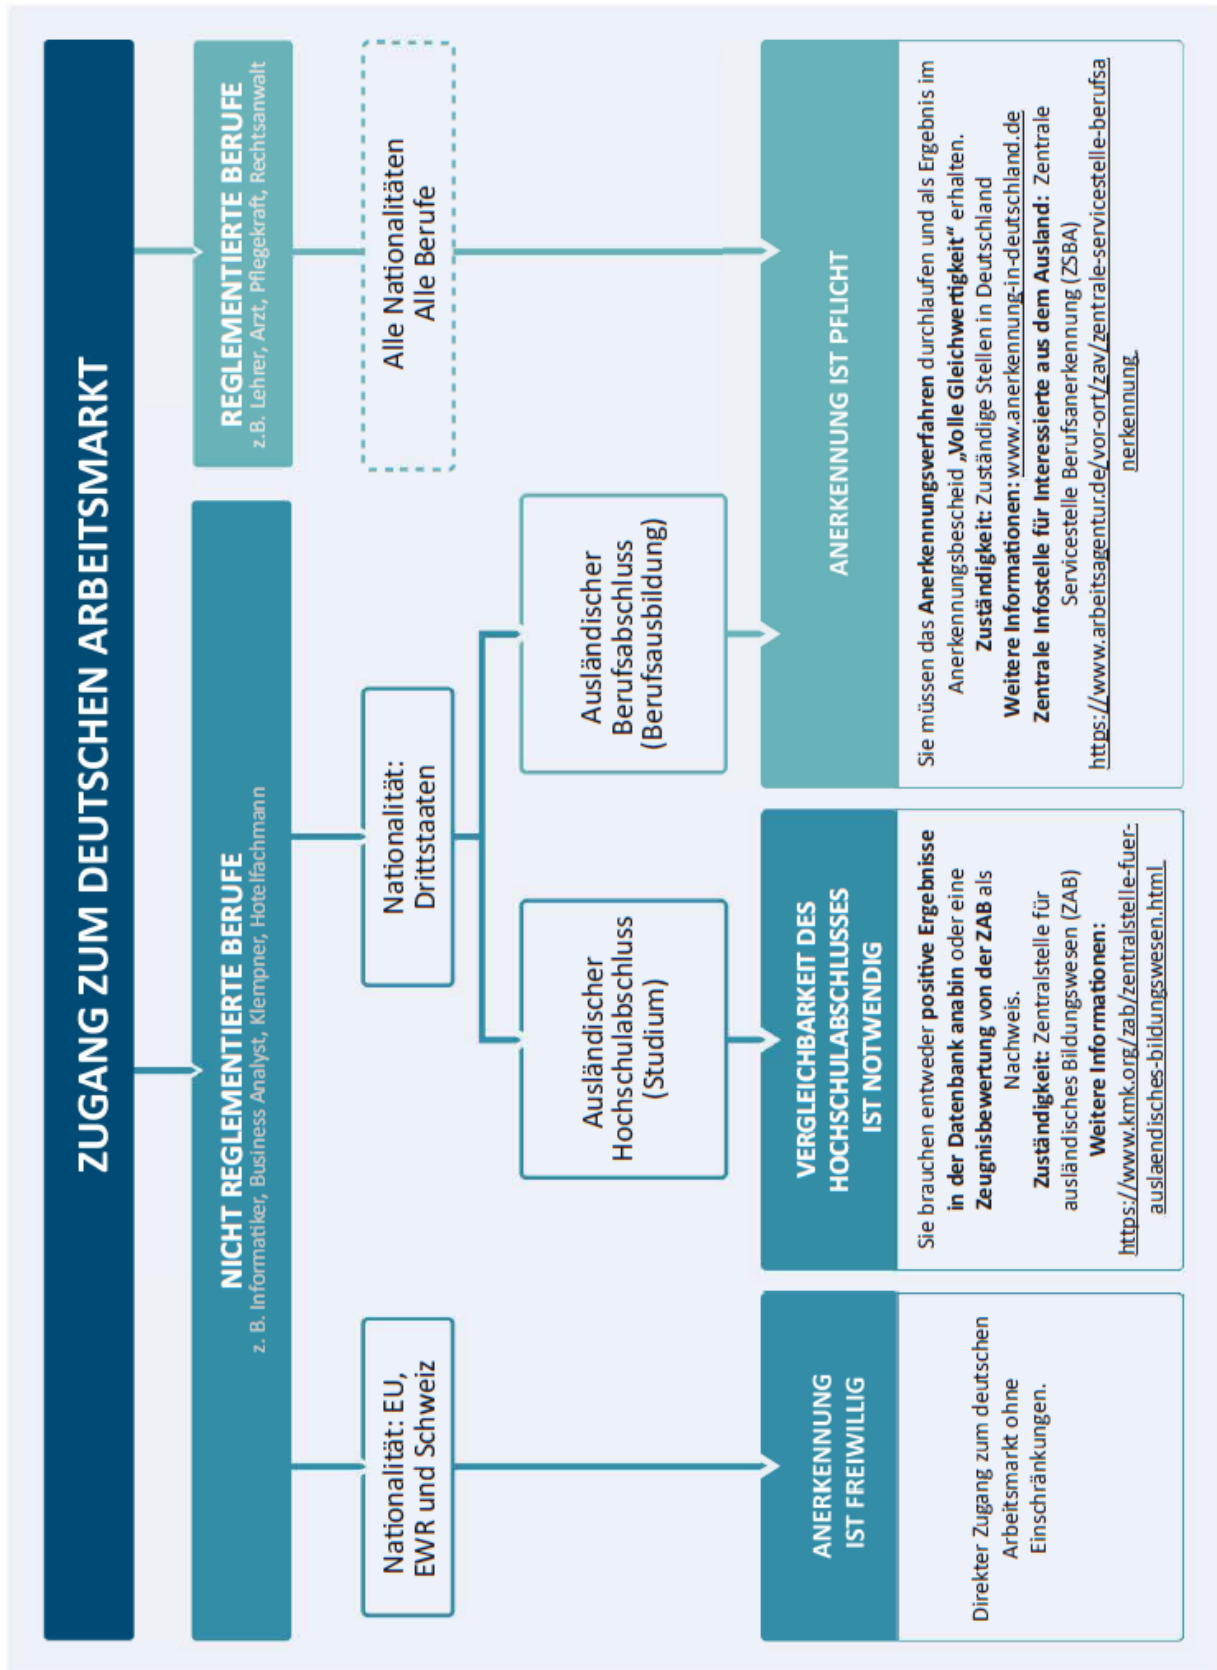 ZUGANG ZUM DEUTSCHEN ARBEITSMARKT
NICHT REGLEMENTIERTE BERUFE
z. B. Informatiker, Business Analyst, Klempner, Hotelfachmann
REGLEMENTIERTE BERUFE
z.B. Lehrer, Arzt, Pflegekraft, Rechtsanwalt
Nationalität: EU,
EWR und Schweiz
Nationalität:
Drittstaaten
Alle Nationalitäten
Alle Berufe
Ausländischer
Hochschulabschluss
(Studium)
Ausländischer
Berufsabschluss
(Berufsausbildung)
ANERKENNUNG
IST FREIWILLIG
Direkter Zugang zum deutschen
Arbeitsmarkt ohne
Einschränkungen.
VERGLEICHBARKEIT DES
HOCHSCHULABSCHLUSSES
IST NOTWENDIG
Sie brauchen entweder positive Ergebnisse
in der Datenbank anabin oder eine
Zeugnisbewertung von der ZAB als
Nachweis.
Zuständigkeit: Zentralstelle für
ausländisches Bildungswesen (ZAB)
Weitere Informationen:
https://www.kmk.org/zab/zentralstelle-fuer-
auslaendisches-bildungswesen.html
ANERKENNUNG IST PFLICHT
Sie müssen das Anerkennungsverfahren durchlaufen und als Ergebnis im
Anerkennungsbescheid „Volle Gleichwertigkeit“ erhalten.
Zuständigkeit: Zuständige Stellen in Deutschland
Weitere Informationen: www.anerkennung-in-deutschland.de
Zentrale Infostelle für Interessierte aus dem Ausland: Zentrale
Servicestelle Berufsanerkennung (ZSBA)
https://www.arbeitsagentur.de/vor-ort/zav/zentrale-servicestelle-berufsa
nerkennung